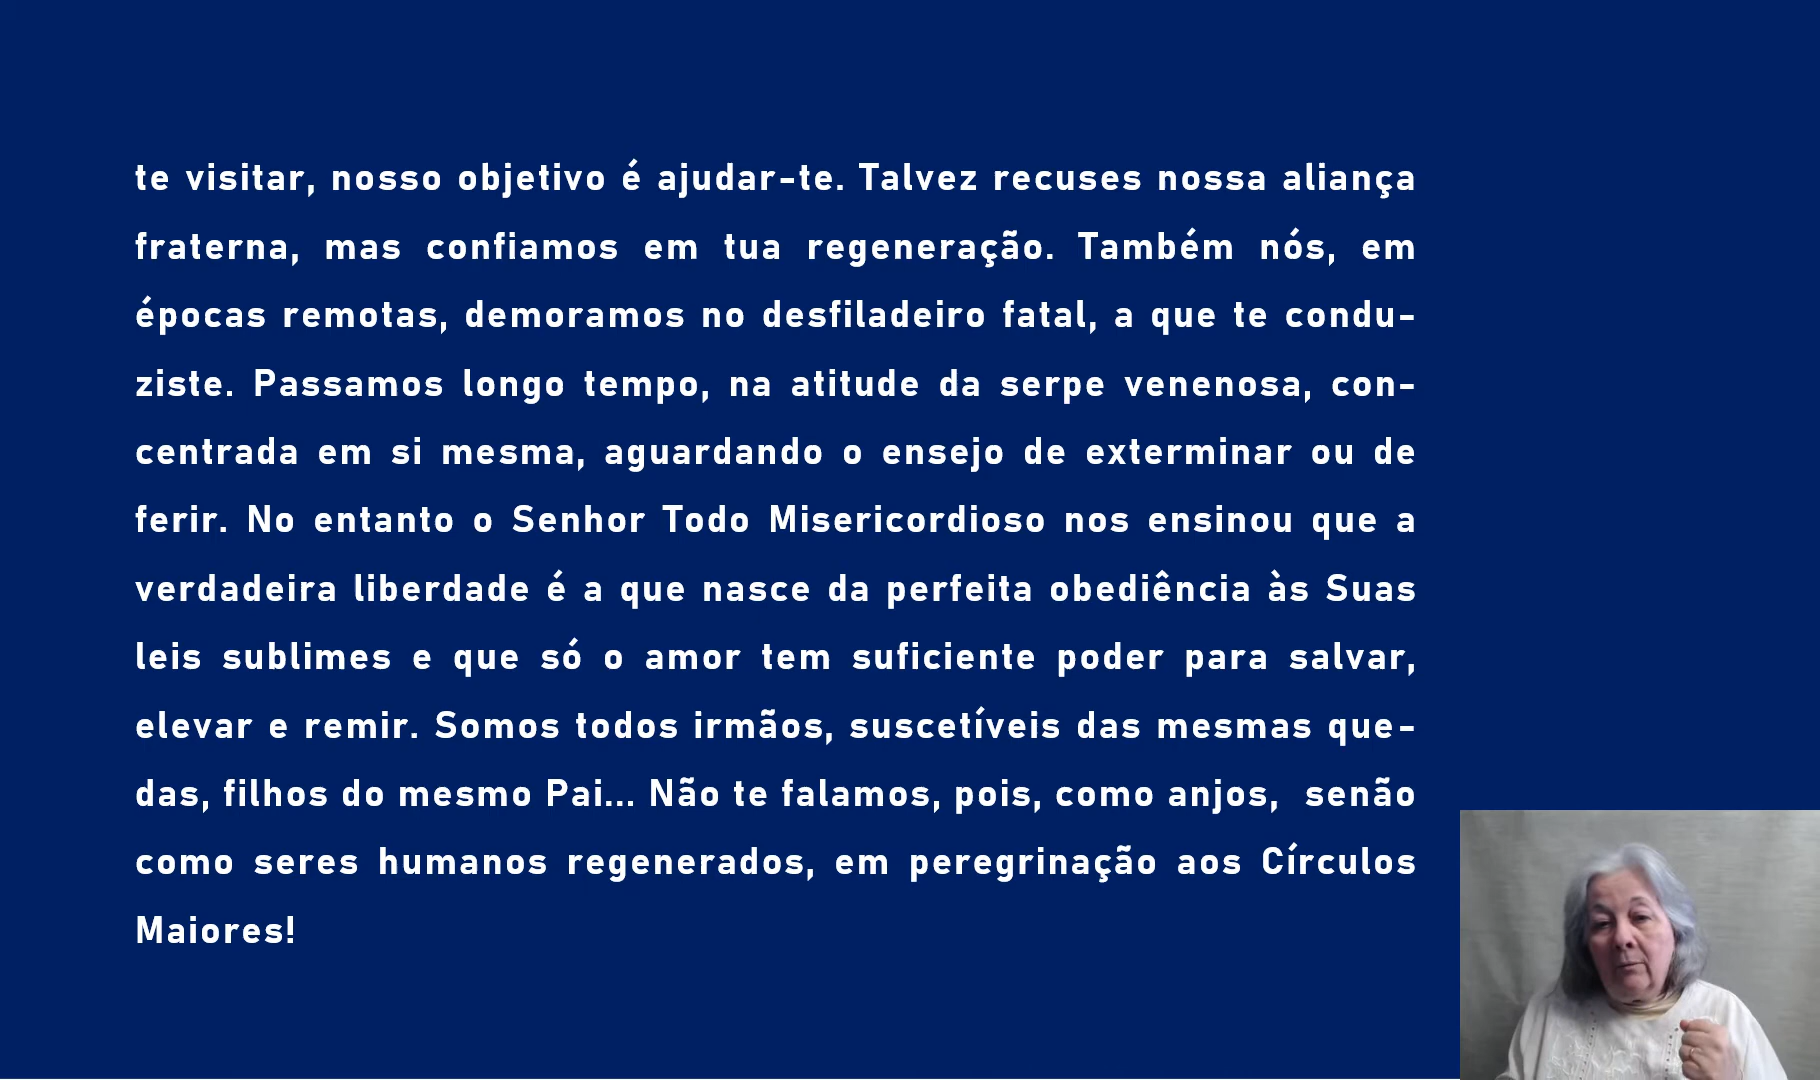 te visitar, nosso objetivo é ajudar-te. Talvez recuses nossa aliança
fraterna, mas confiamos em tua regeneração. Também nós, em
épocas remotas, demoramos no desfiladeiro fatal, a que te condu-
ziste. Passamos longo tempo, na atitude da serpe venenosa, con-
centrada em si mesma, aguardando o ensejo de exterminar ou de
ferir. No entanto o Senhor Todo Misericordioso nos ensinou que a
verdadeira liberdade é a que nasce da perfeita obediência às Suas
leis sublimes e que só o amor tem suficiente poder para salvar,
elevar e remir. Somos todos irmãos, suscetíveis das mesmas que-
das, filhos do mesmo Pai... Não te falamos, pois, como anjos, senão
como seres humanos regenerados, em peregrinação aos Círculos
Maiores!